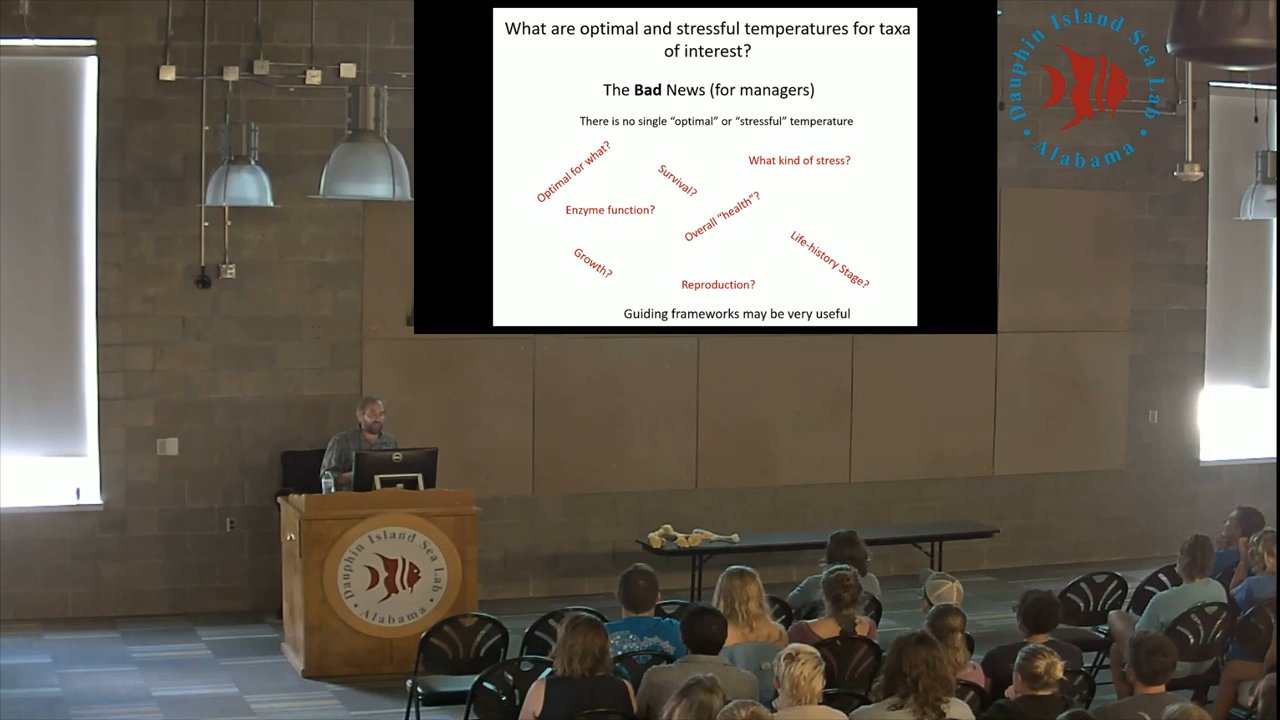 What are optimal and stressful temperatures for taxa
of interest?
The Bad News (for managers)
There is no single “optimal” or “stressful” temperature
Optimal for what?
Survival?
What kind of stress?
Enzyme function?
Overall “health”?
Growth?
Life-history Stage?
Reproduction?
Guiding frameworks may be very useful
Dauphin Island Sea Lab
Alabama
DELL
Dauphin Island Sea Lab
Alabama